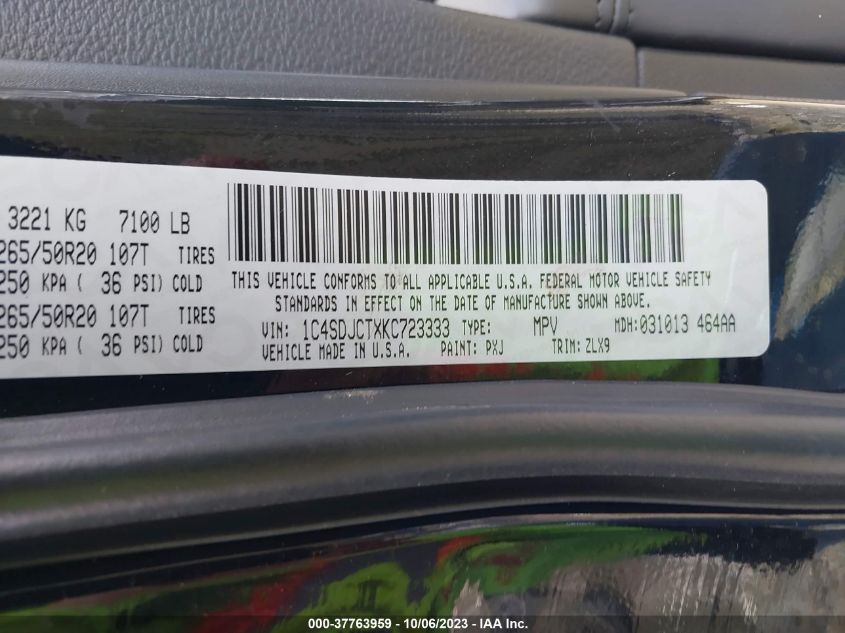 3221 KG 7100 LB
265/50R20 107T TIRES
250 KPA ( 36 PSI) COLD
265/50R20 107T TIRES
250 KPA ( 36 PSI) COLD
THIS VEHICLE CONFORMS TO ALL APPLICABLE U.S.A. FEDERAL MOTOR VEHICLE SAFETY
STANDARDS IN EFFECT ON THE DATE OF MANUFACTURE SHOWN ABOVE.
VIN: 1C4SDJCTXKC723333 TYPE: MPV MDH: 031013 464AA
VEHICLE MADE IN U.S.A. PAINT: PXJ TRIM: ZLX9
000-37763959 - 10/06/2023 - IAA Inc.